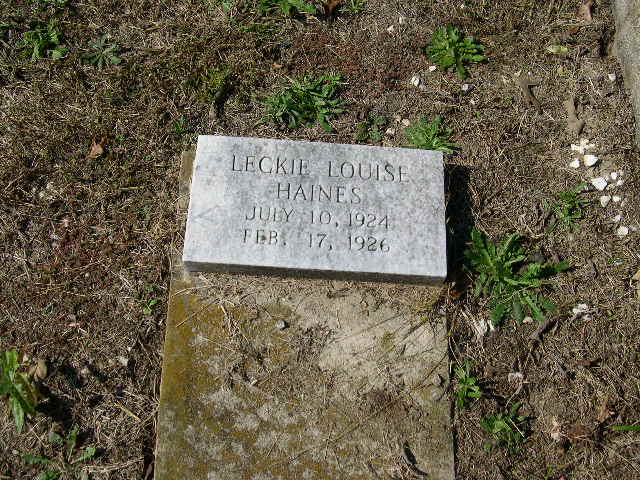 LECKIE LOUISE
HAINES
JULY 10, 1924
FEB. 17, 1926